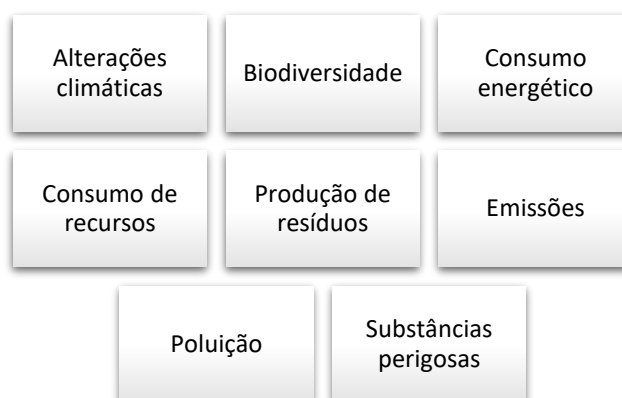 Alterações
climáticas
Biodiversidade
Consumo
energético
Consumo de
recursos
Produção de
resíduos
Emissões
Poluição
Substâncias
perigosas